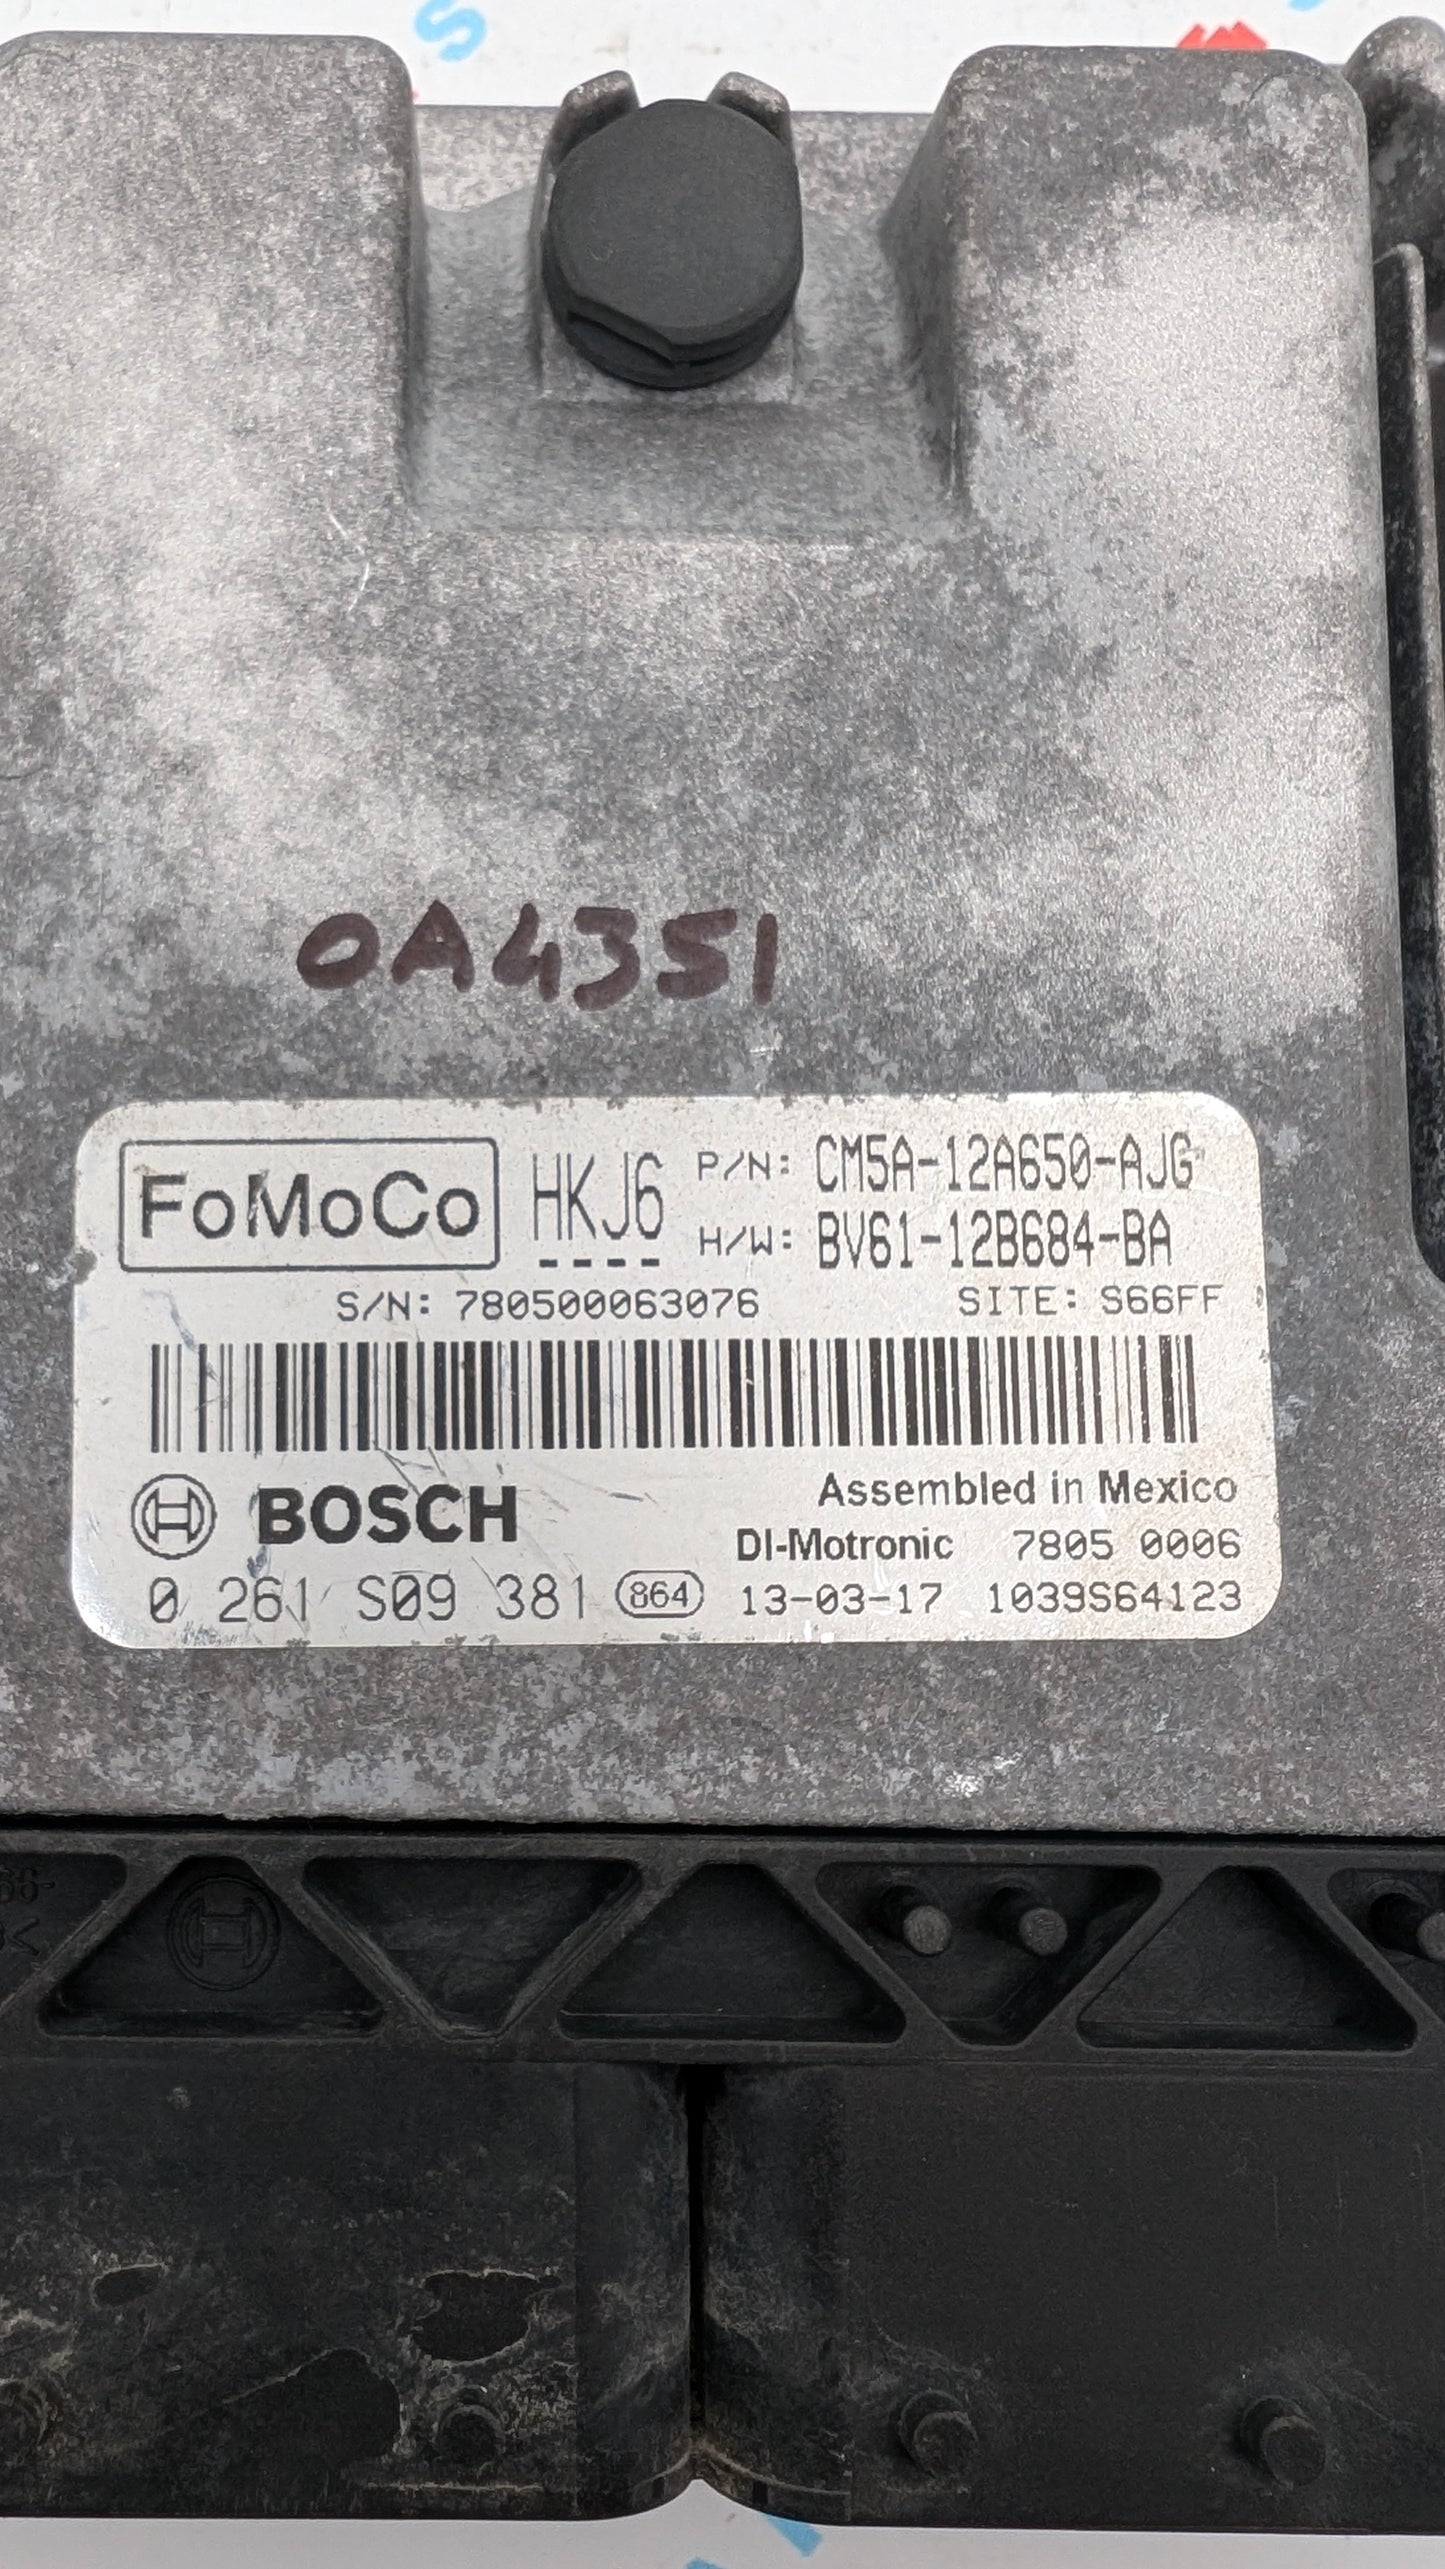 OA4351
FoMoCo HKJ6 P/N: CM5A-12A650-AJG
H/W: BV61-12B684-BA
S/N: 780500063076 SITE: S66FF
BOSCH Assembled in Mexico
DI-Motronic 7805 0006
0 261 S09 381 864 13-03-17 1039S64123